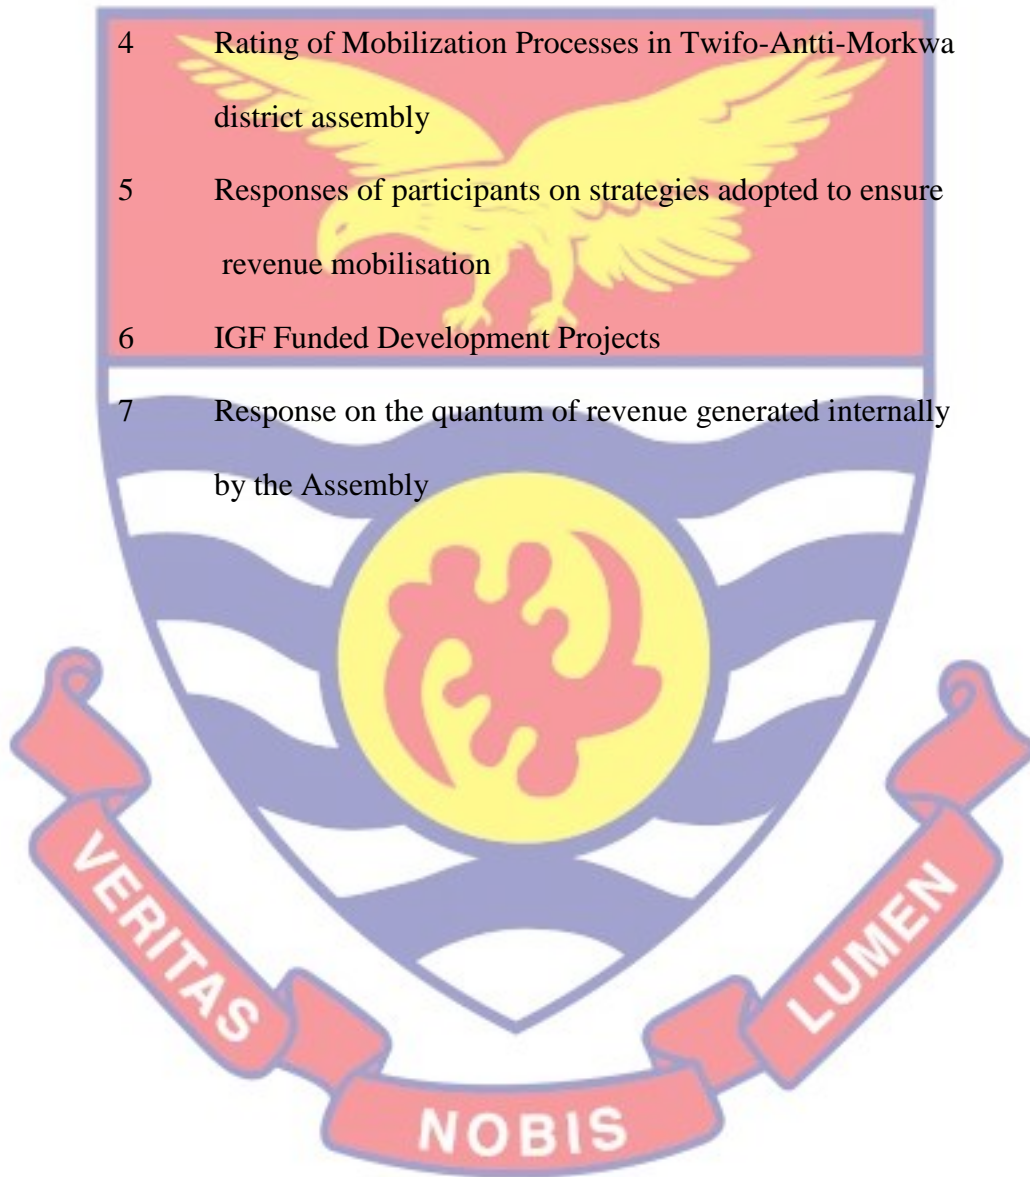 4 Rating of Mobilization Processes in Twifo-Antti-Morkwa
district assembly
5 Responses of participants on strategies adopted to ensure
revenue mobilisation
6 IGF Funded Development Projects
7 Response on the quantum of revenue generated internally
by the Assembly
VERITAS
NOBIS
LUMEN